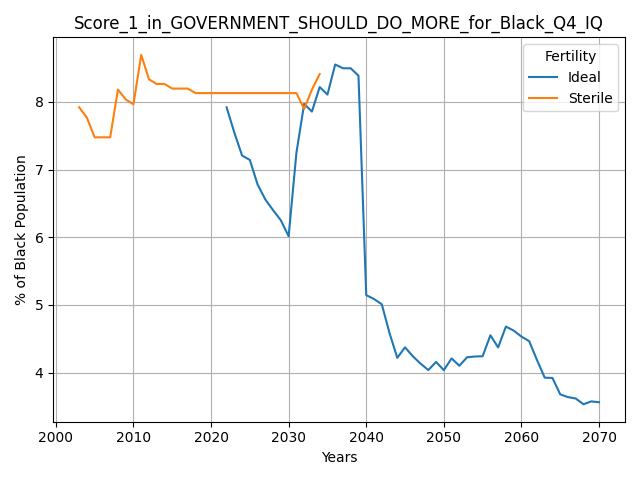 Score_1_in_GOVERNMENT_SHOULD_DO_MORE_for_Black_Q4_IQ
Fertility
Ideal
Sterile
8
7
6
5
4
% of Black Population
2000 2010 2020 2030 2040 2050 2060 2070
Years